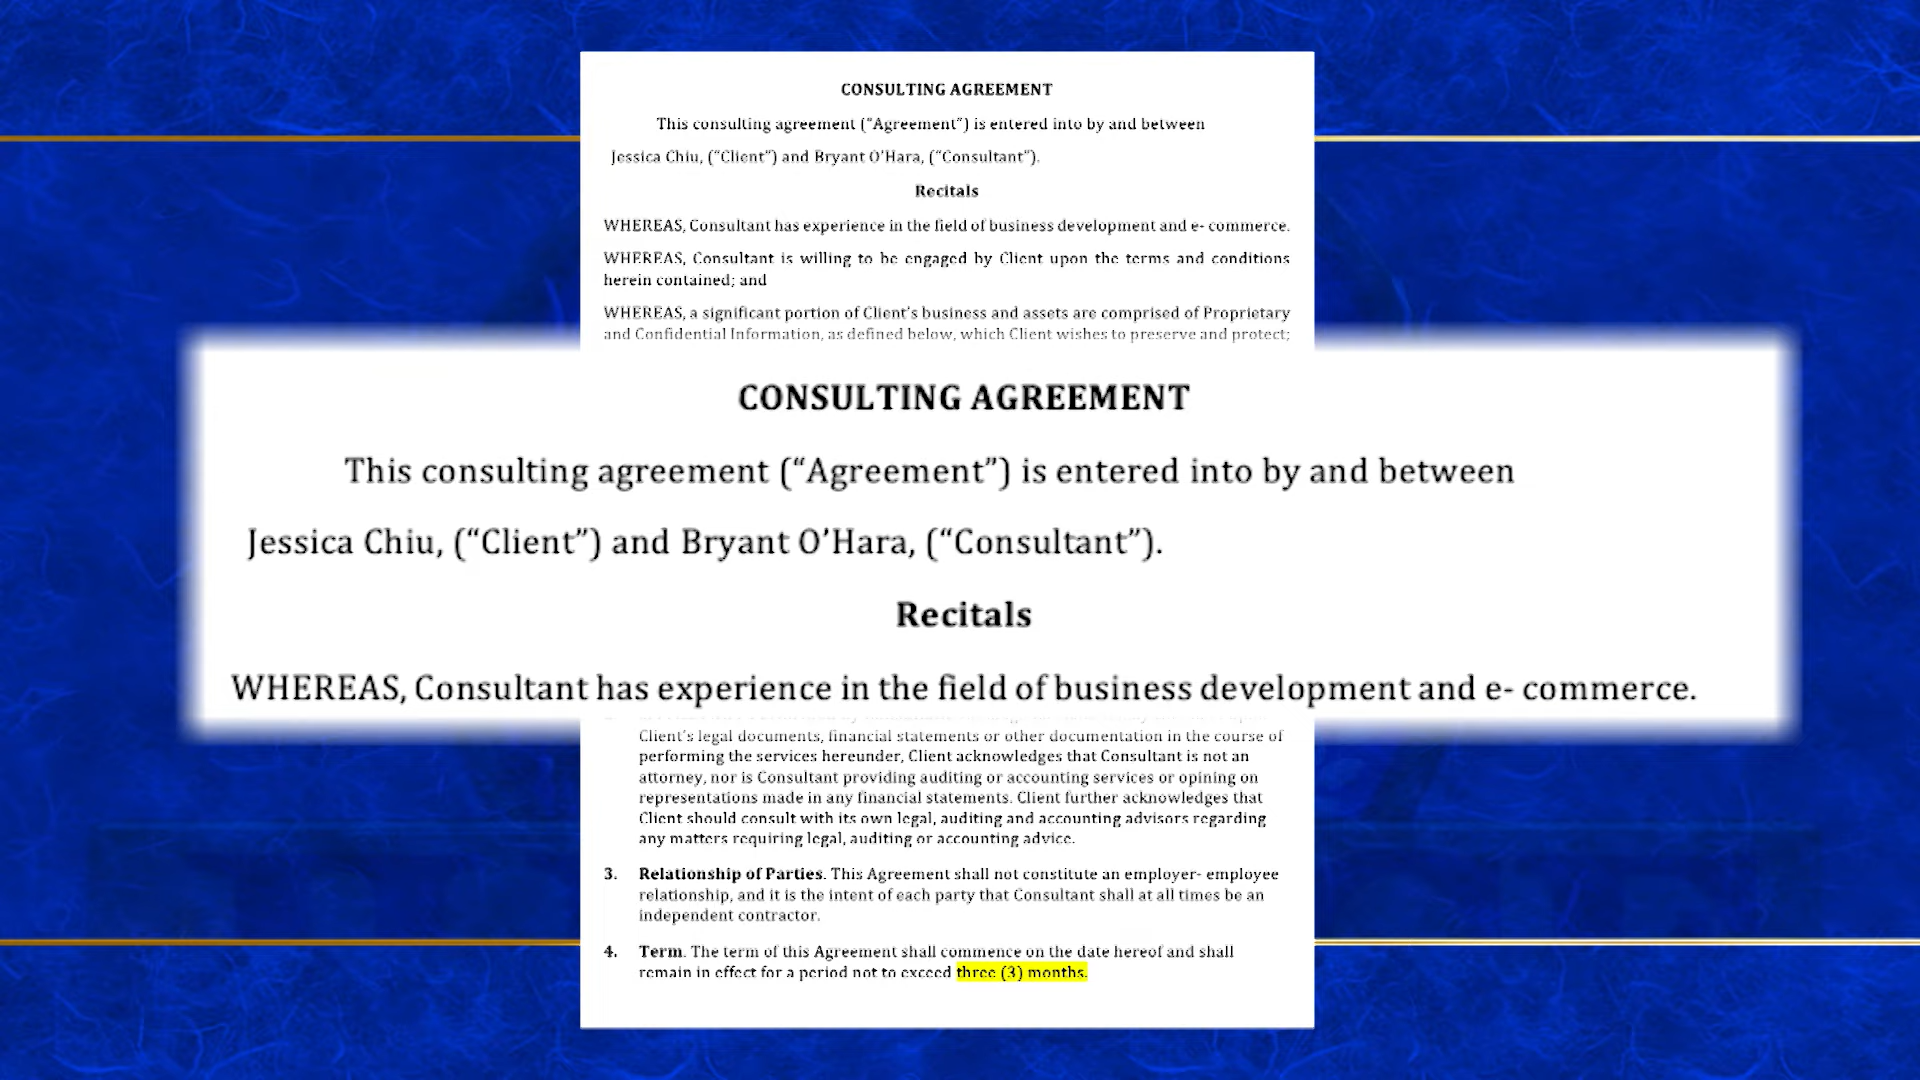 CONSULTING AGREEMENT
This consulting agreement (“Agreement”) is entered into by and between
Jessica Chiu, (“Client”) and Bryant O’Hara, (“Consultant”).
Recitals
WHEREAS, Consultant has experience in the field of business development and e- commerce.
WHEREAS, Consultant is willing to be engaged by Client upon the terms and conditions
herein contained; and
WHEREAS, a significant portion of Client’s business and assets are comprised of Proprietary
and Confidential Information, as defined below, which Client wishes to preserve and protect;
CONSULTING AGREEMENT
This consulting agreement (“Agreement”) is entered into by and between
Jessica Chiu, (“Client”) and Bryant O’Hara, (“Consultant”).
Recitals
WHEREAS, Consultant has experience in the field of business development and e- commerce.
Client’s legal documents, financial statements or other documentation in the course of
performing the services hereunder, Client acknowledges that Consultant is not an
attorney, nor is Consultant providing auditing or accounting services or opining on
representations made in any financial statements. Client further acknowledges that
Client should consult with its own legal, auditing and accounting advisors regarding
any matters requiring legal, auditing or accounting advice.
3. Relationship of Parties. This Agreement shall not constitute an employer- employee
relationship, and it is the intent of each party that Consultant shall at all times be an
independent contractor.
4. Term. The term of this Agreement shall commence on the date hereof and shall
remain in effect for a period not to exceed three (3) months.